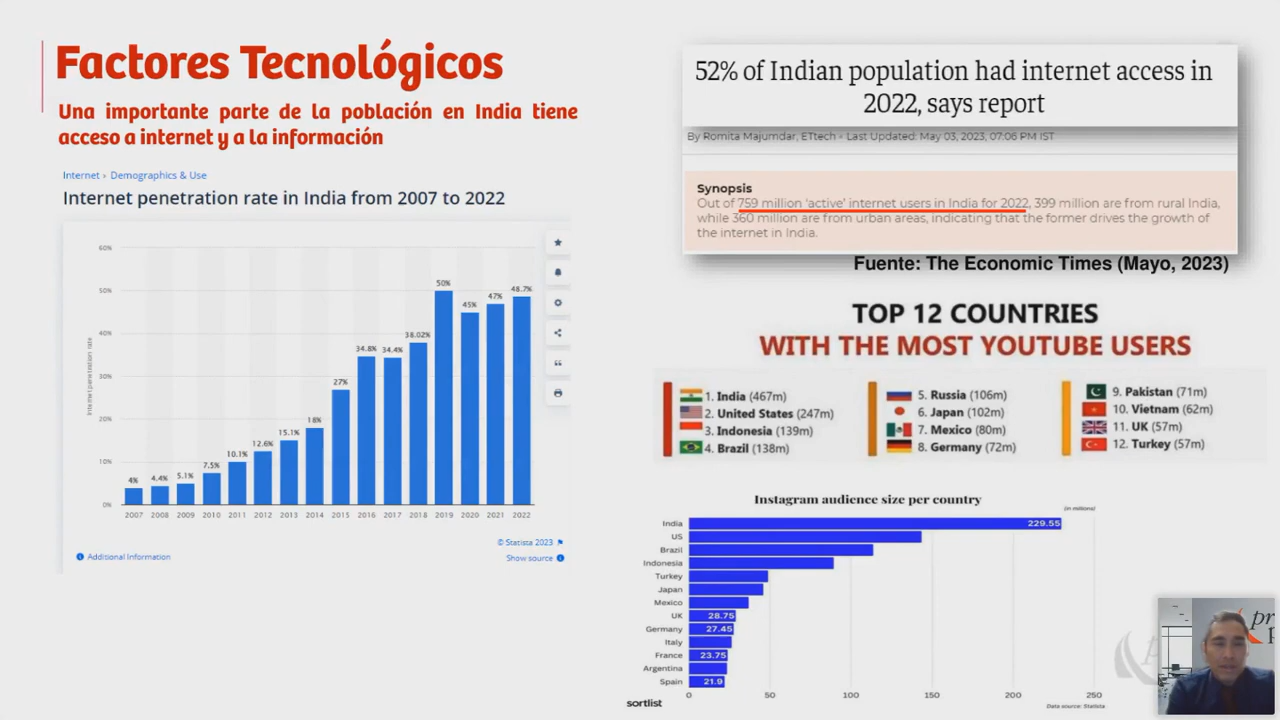 Factores Tecnológicos
Una importante parte de la población en India tiene
acceso a internet y a la información
Internet › Demographics & Use
Internet penetration rate in India from 2007 to 2022
Internet penetration rate
60%
50%
40%
30%
20%
10%
0%
4%
4.4%
5.1%
7.5%
10.1%
12.6%
15.1%
18%
27%
34.8%
34.4%
38.02%
50%
45%
47%
48.7%
2007 2008 2009 2010 2011 2012 2013 2014 2015 2016 2017 2018 2019 2020 2021 2022
© Statista 2023
Additional Information
Show source
52% of Indian population had internet access in
2022, says report
By Romita Majumdar, ETtech • Last Updated: May 03, 2023, 07:06 PM IST
Synopsis
Out of 759 million 'active' internet users in India for 2022, 399 million are from rural India,
while 360 million are from urban areas, indicating that the former drives the growth of
the internet in India.
Fuente: The Economic Times (Mayo, 2023)
TOP 12 COUNTRIES
WITH THE MOST YOUTUBE USERS
1. India (467m)
2. United States (247m)
3. Indonesia (139m)
4. Brazil (138m)
5. Russia (106m)
6. Japan (102m)
7. Mexico (80m)
8. Germany (72m)
9. Pakistan (71m)
10. Vietnam (62m)
11. UK (57m)
12. Turkey (57m)
Instagram audience size per country
(in millions)
India 229.55
US
Brazil
Indonesia
Turkey
Japan
Mexico
UK 28.75
Germany 27.45
Italy
France 23.75
Argentina
Spain 21.9
0 50 100 150 200 250
sortlist
Data source: Statista